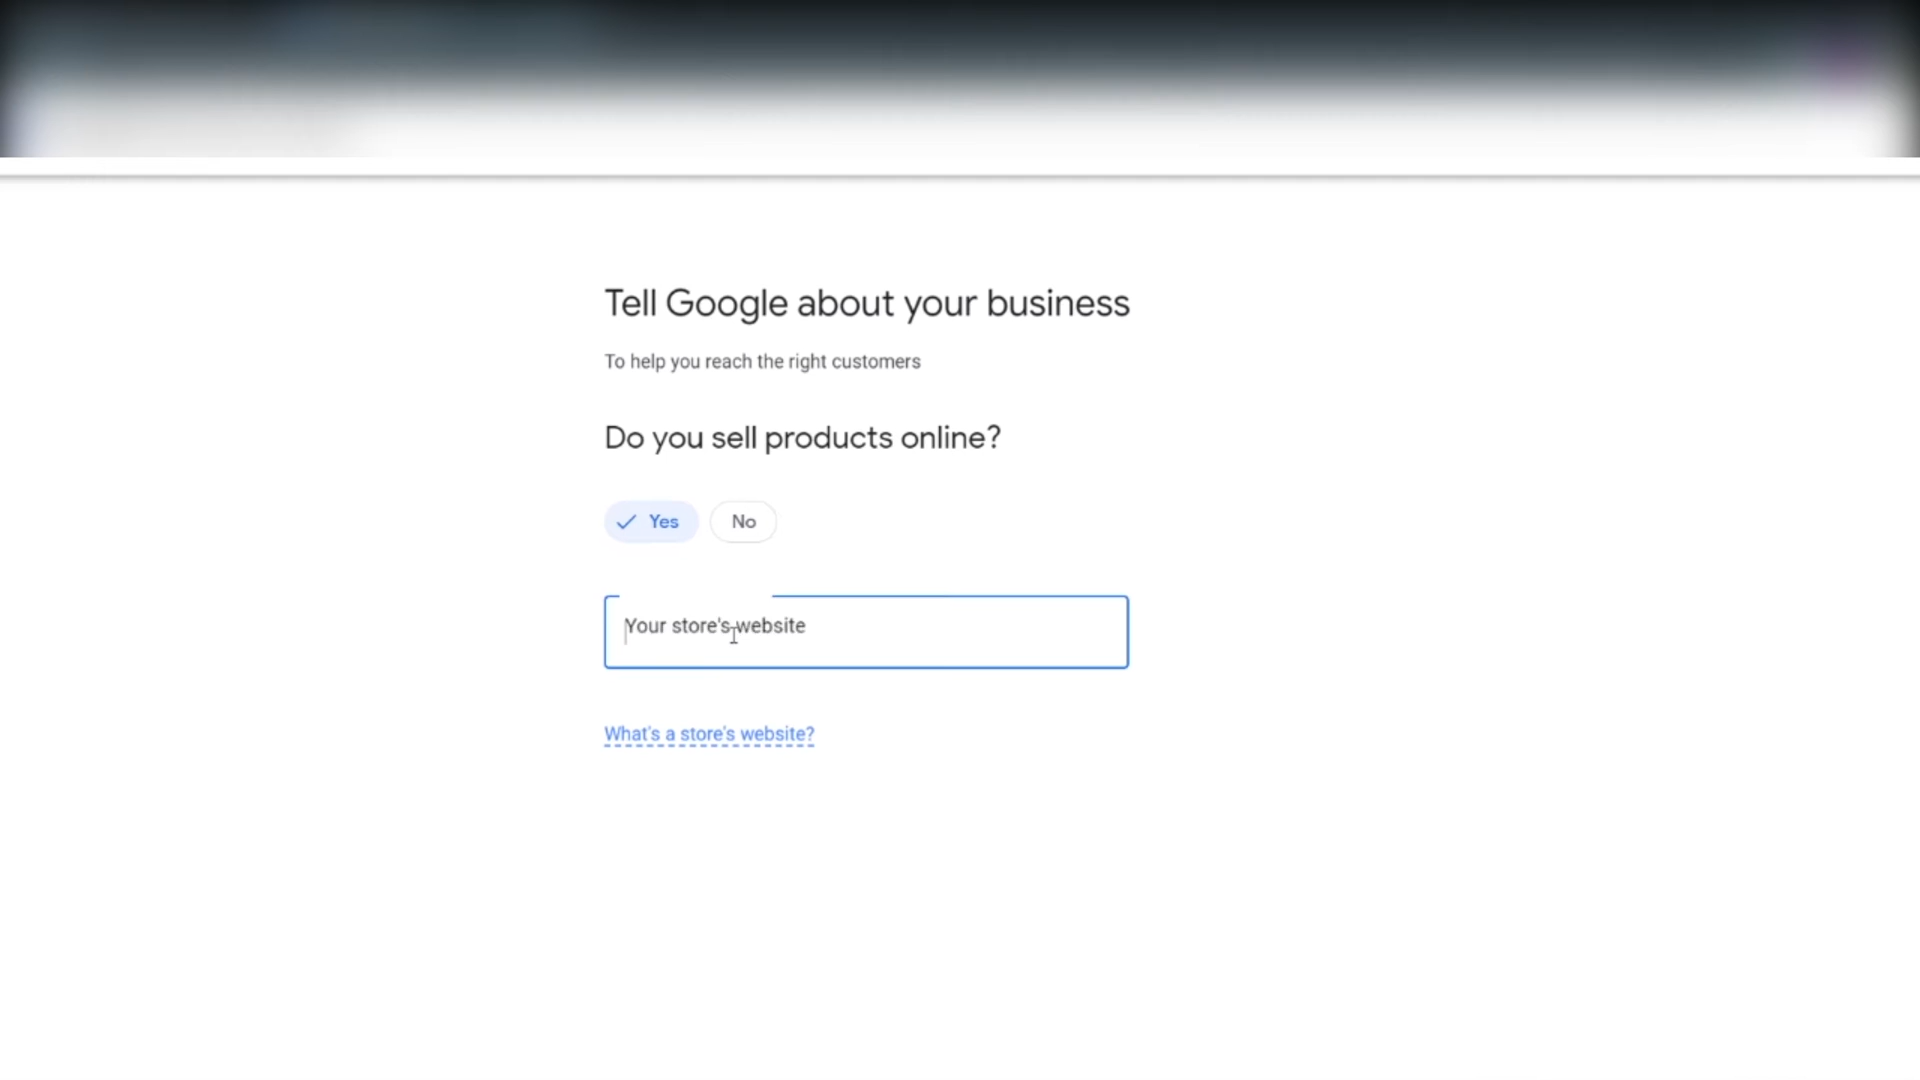 Tell Google about your business
To help you reach the right customers
Do you sell products online?
Yes No
Your store's website
What's a store's website?